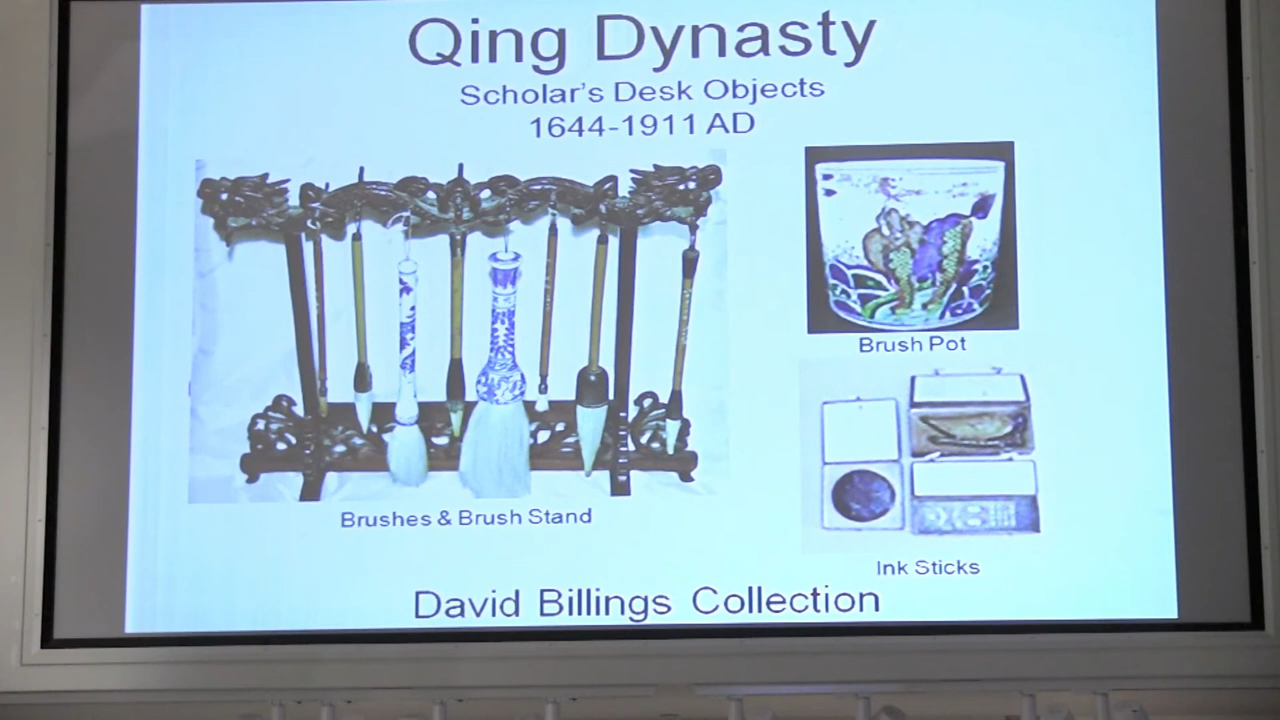 Qing Dynasty
Scholar's Desk Objects
1644-1911 AD
Brush Pot
Brushes & Brush Stand
Ink Sticks
David Billings Collection